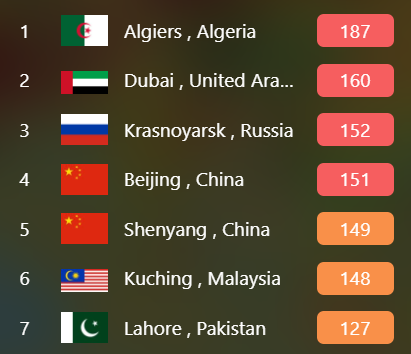 1 Algiers , Algeria 187
2 Dubai , United Ara... 160
3 Krasnoyarsk , Russia 152
4 Beijing , China 151
5 Shenyang , China 149
6 Kuching , Malaysia 148
7 Lahore , Pakistan 127